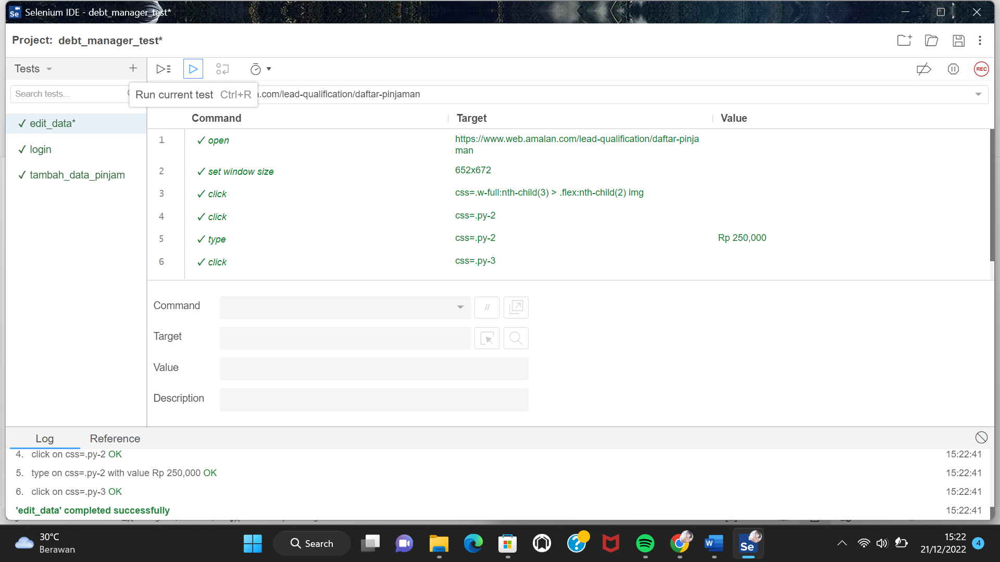 Selenium IDE - debt_manager_test*
Project: debt_manager_test*
Tests
REC
Search tests...
Run current test Ctrl+R
.com/lead-qualification/daftar-pinjaman
Command Target Value
edit_data*
login
tambah_data_pinjam
1 ✓ open https://www.web.amalan.com/lead-qualification/daftar-pinja
man
2 ✓ set window size 652x672
3 ✓ click css=.w-full:nth-child(3) > .flex:nth-child(2) img
4 ✓ click css=.py-2
5 ✓ type css=.py-2 Rp 250,000
6 ✓ click css=.py-3
Command //
Target
Value
Description
Log Reference
4. click on css=.py-2 OK 15:22:41
5. type on css=.py-2 with value Rp 250,000 OK 15:22:41
6. click on css=.py-3 OK 15:22:41
'edit_data' completed successfully 15:22:41
30°C
Berawan
Search
Se
15:22
21/12/2022
4